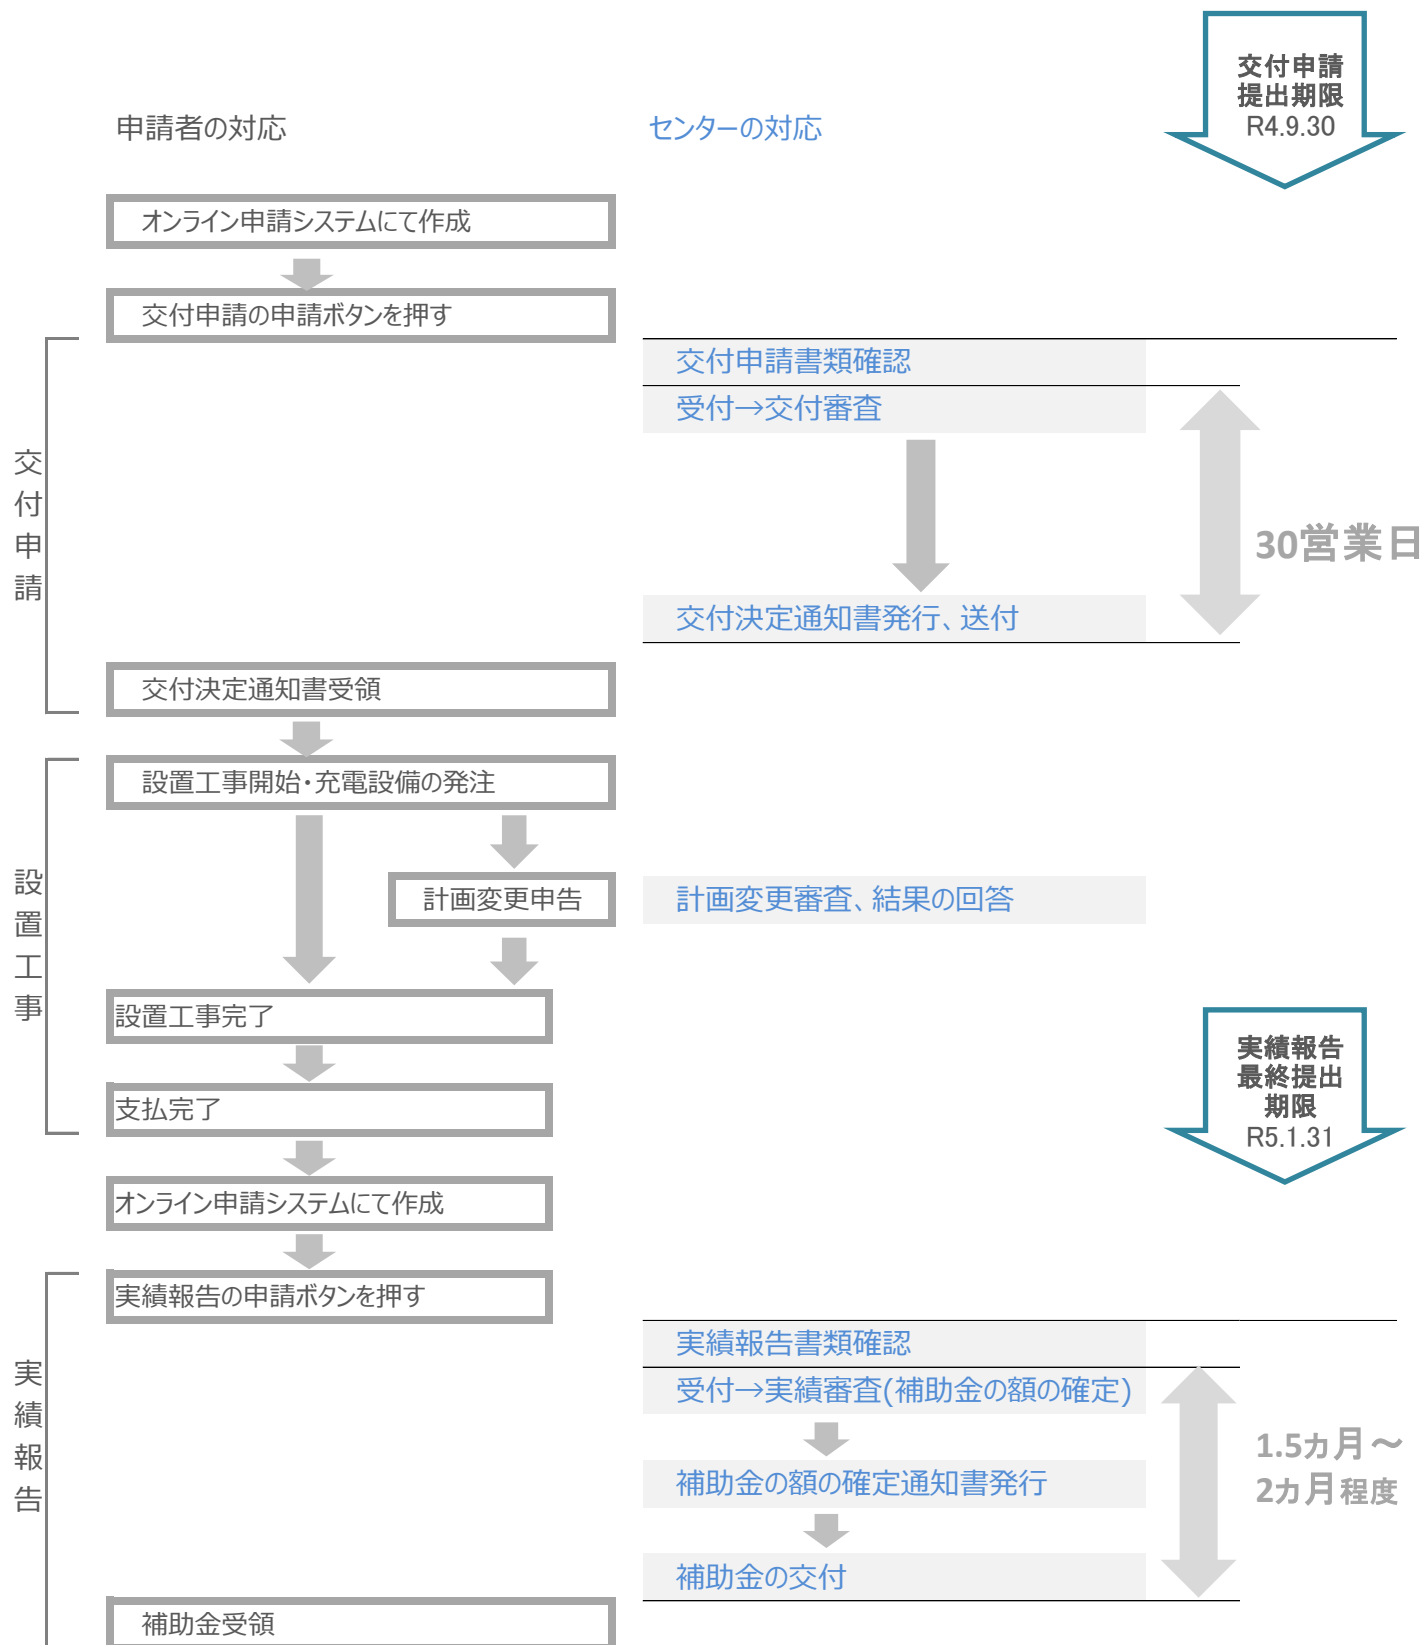 交付申請
提出期限
R4.9.30
申請者の対応
センターの対応
オンライン申請システムにて作成
交付申請の申請ボタンを押す
交付申請書類確認
受付→交付審査
交付申請
30営業日
交付決定通知書発行、送付
交付決定通知書受領
設置工事開始・充電設備の発注
設置工事
計画変更申告
計画変更審査、結果の回答
設置工事完了
実績報告
最終提出
期限
R5.1.31
支払完了
オンライン申請システムにて作成
実績報告の申請ボタンを押す
実績報告書類確認
受付→実績審査(補助金の額の確定)
実績報告
1.5カ月～
2カ月程度
補助金の額の確定通知書発行
補助金の交付
補助金受領